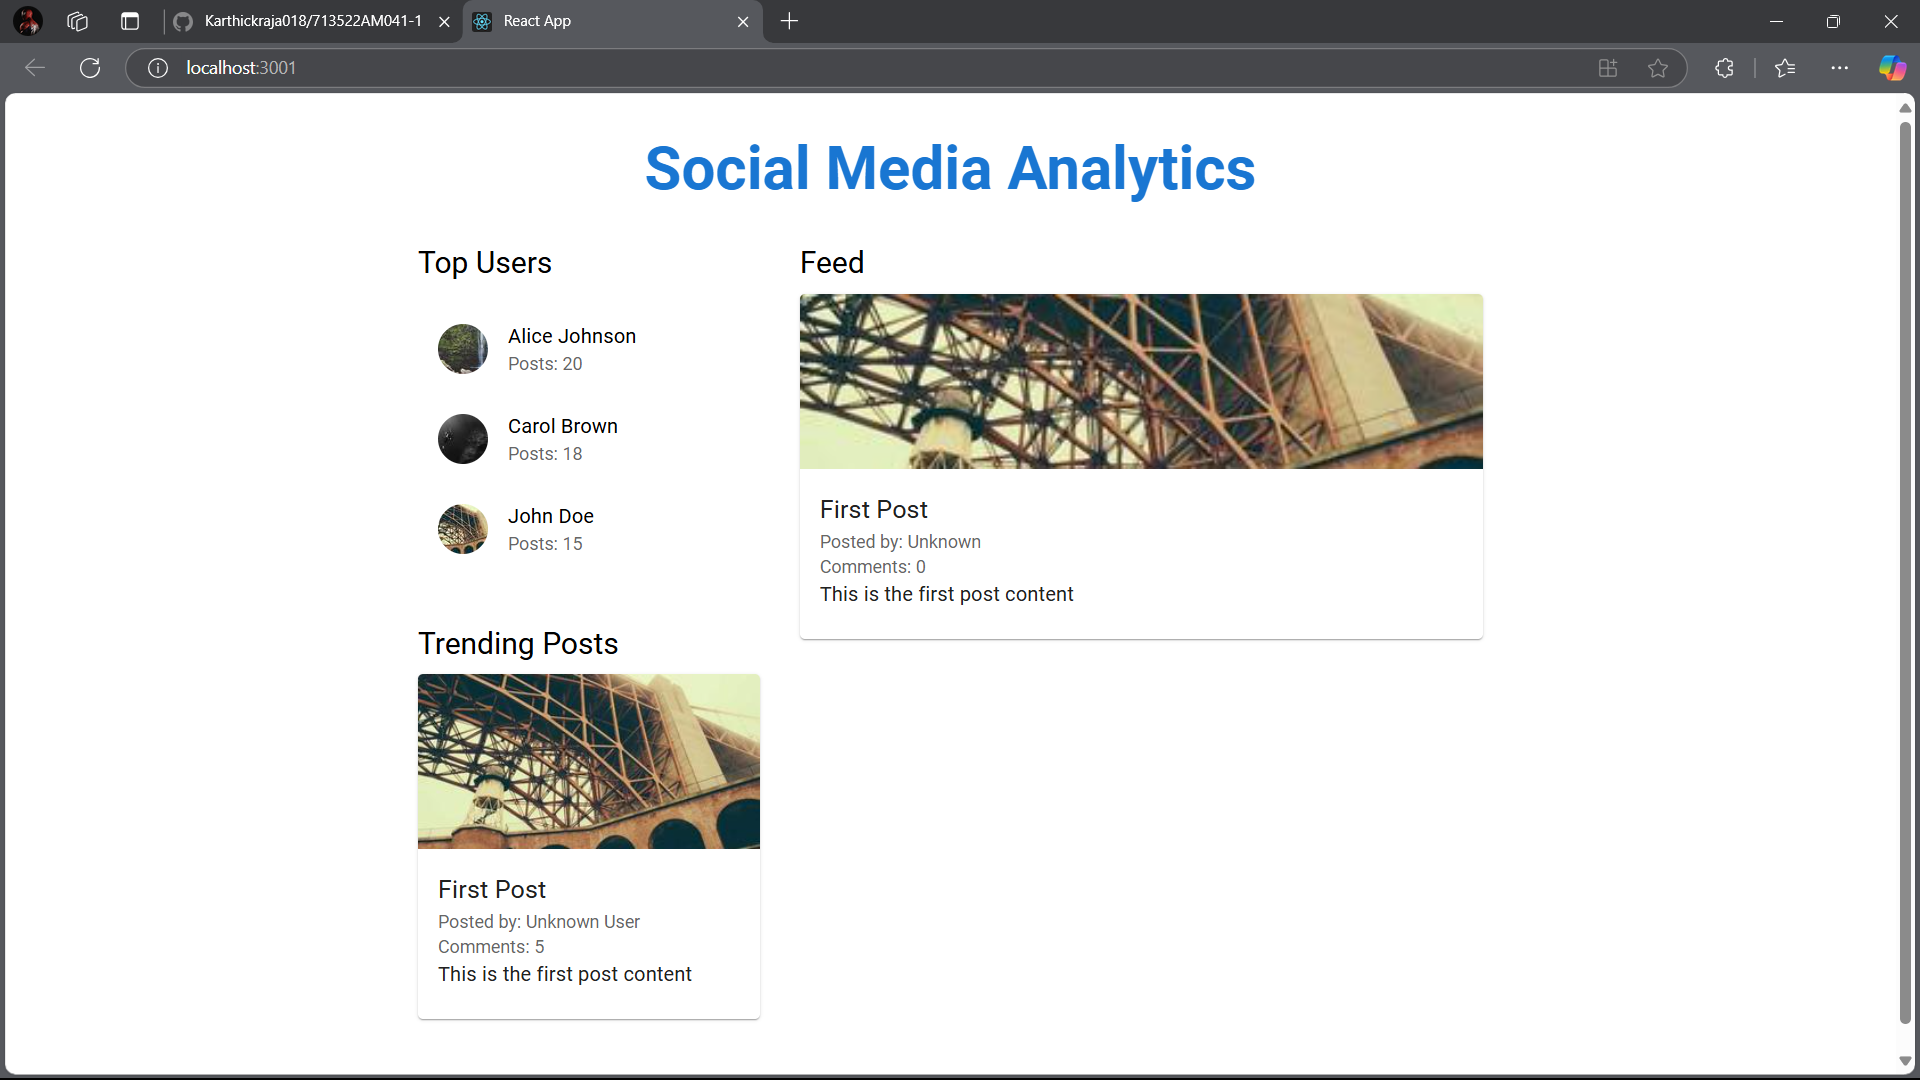 Karthickraja018/713522AM041-1
React App
localhost:3001
Social Media Analytics
Top Users
Alice Johnson
Posts: 20
Carol Brown
Posts: 18
John Doe
Posts: 15
Trending Posts
First Post
Posted by: Unknown User
Comments: 5
This is the first post content
Feed
First Post
Posted by: Unknown
Comments: 0
This is the first post content